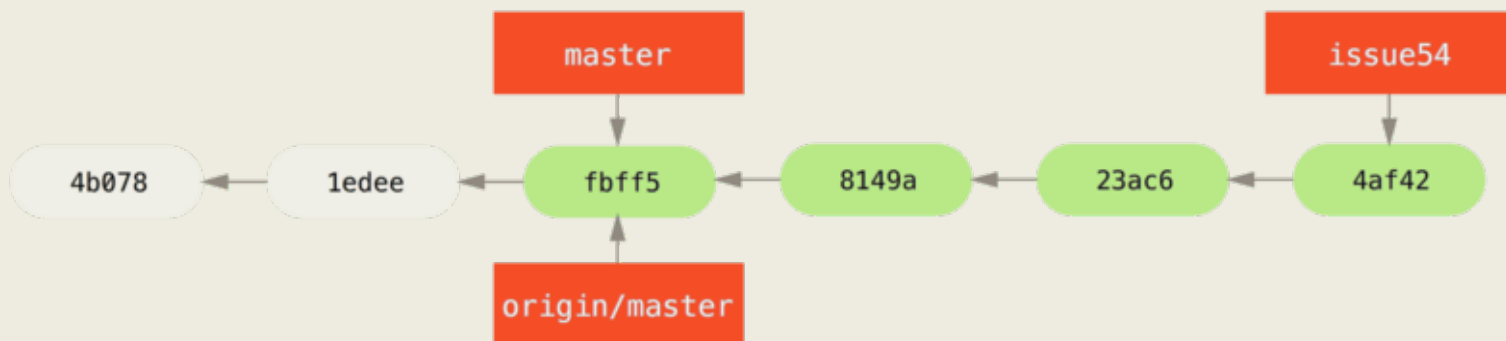 master
issue54
4b078
1edee
fbff5
8149a
23ac6
4af42
origin/master